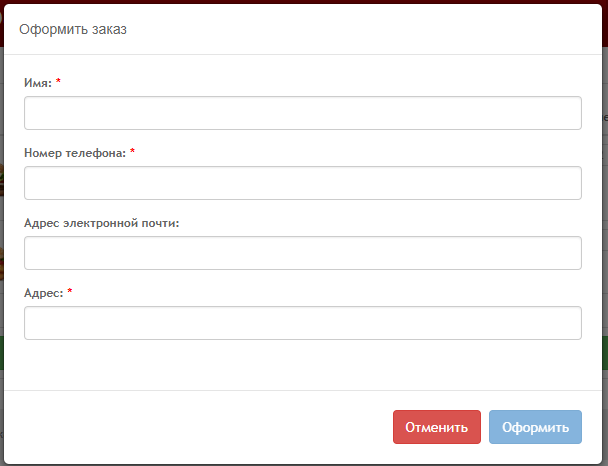 Оформить заказ
Имя: *
Номер телефона: *
Адрес электронной почти:
Адрес: *
Отменить Оформить